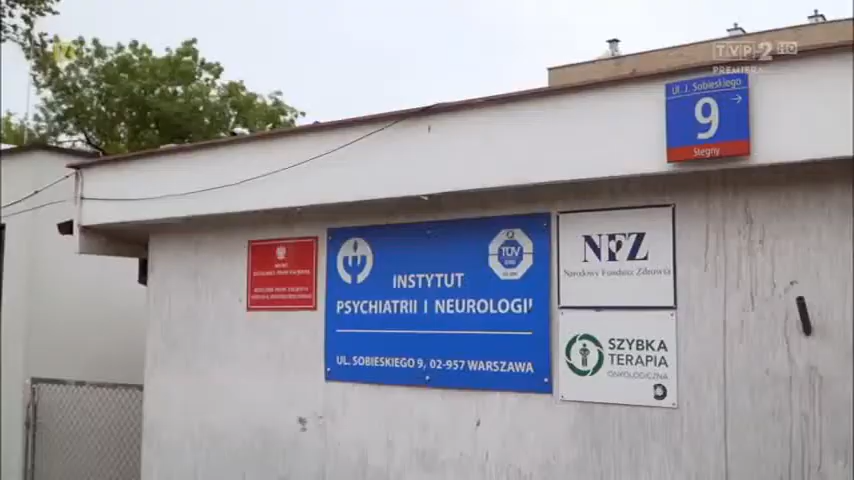 TVP2 HD
PREMIERA
Ul. J. Sobieskiego
9
Stegny
INSTYTUT
PSYCHIATRII I NEUROLOGII
UL. SOBIESKIEGO 9, 02-957 WARSZAWA
TÜV
NFZ
Narodowy Fundusz Zdrowia
SZYBKA
TERAPIA
ONKOLOGICZNA